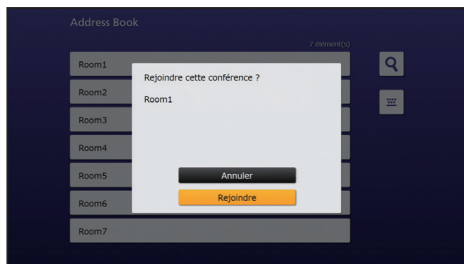 Address Book
7 élément(s)
Room1
Room2
Room3
Room4
Room5
Room6
Room7
Rejoindre cette conférence ?
Room1
Annuler
Rejoindre